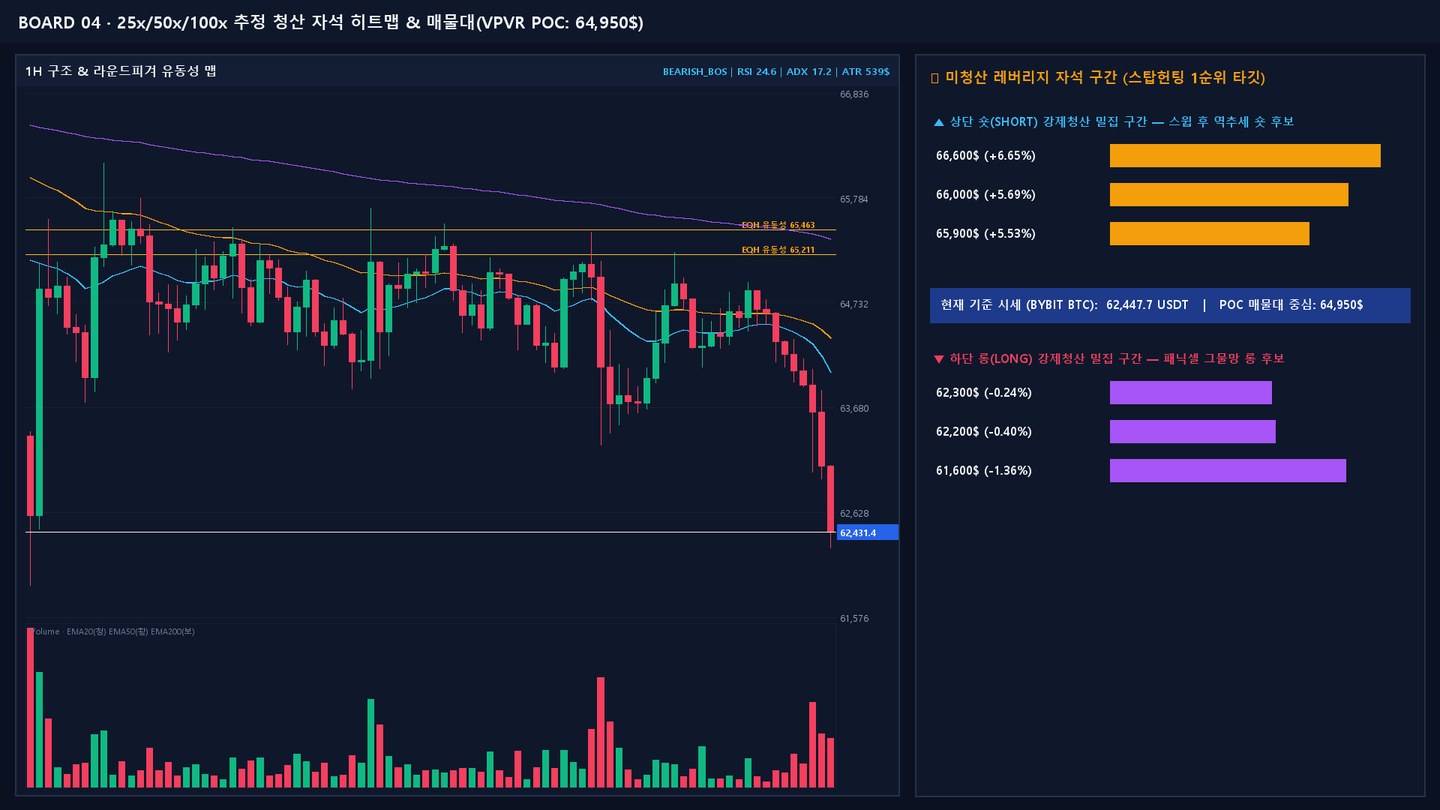 BOARD 04 · 25x/50x/100x 추정 청산 자석 히트맵 & 매물대(VPVR POC: 64,950$)
1H 구조 & 라운드피겨 유동성 맵
BEARISH_BOS | RSI 24.6 | ADX 17.2 | ATR 539$
66,836
65,784
EQH 유동성 65,463
EQH 유동성 65,211
64,732
63,680
62,628
62,431.4
61,576
Volume · EMA20(청) EMA50(황) EMA200(보)
미청산 레버리지 자석 구간 (스탑헌팅 1순위 타깃)
▲ 상단 숏(SHORT) 강제청산 밀집 구간 — 스윕 후 역추세 숏 후보
66,600$ (+6.65%)
66,000$ (+5.69%)
65,900$ (+5.53%)
현재 기준 시세 (BYBIT BTC): 62,447.7 USDT | POC 매물대 중심: 64,950$
▼ 하단 롱(LONG) 강제청산 밀집 구간 — 패닉셀 그물망 롱 후보
62,300$ (-0.24%)
62,200$ (-0.40%)
61,600$ (-1.36%)